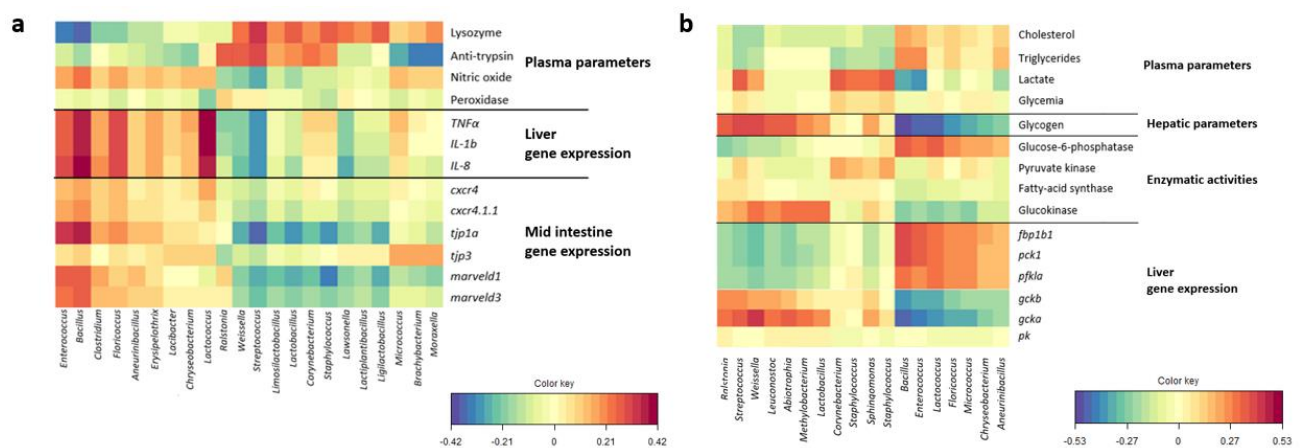 a
Lysozyme
Anti-trypsin
Nitric oxide
Peroxidase
Plasma parameters
TNFα
IL-1b
IL-8
Liver
gene expression
cxcr4
cxcr4.1.1
tjp1a
tjp3
marveld1
marveld3
Mid intestine
gene expression
Enterococcus
Bacillus
Clostridium
Floricoccus
Aneurinibacillus
Erysipelothrix
Lacibacter
Chryseobacterium
Lactococcus
Ralstonia
Weissella
Streptococcus
Limosilactobacillus
Lactobacillus
Corynebacterium
Staphylococcus
Lawsonella
Lactiplantibacillus
Ligilactobacillus
Micrococcus
Brachybacterium
Moraxella
Color key
-0.42
-0.21
0
0.21
0.42
b
Cholesterol
Triglycerides
Lactate
Glycemia
Plasma parameters
Glycogen
Hepatic parameters
Glucose-6-phosphatase
Pyruvate kinase
Fatty-acid synthase
Glucokinase
Enzymatic activities
fbp1b1
pck1
pfkla
gckb
gcka
pk
Liver
gene expression
Streptococcus
Weissella
Leuconostoc
Abiotrophia
Methylobacterium
Lactobacillus
Corynebacterium
Staphylococcus
Sphingomonas
Staphylococcus
Bacillus
Enterococcus
Lactococcus
Floricoccus
Micrococcus
Chryseobacterium
Aneurinibacillus
Color key
-0.53
-0.27
0
0.27
0.53